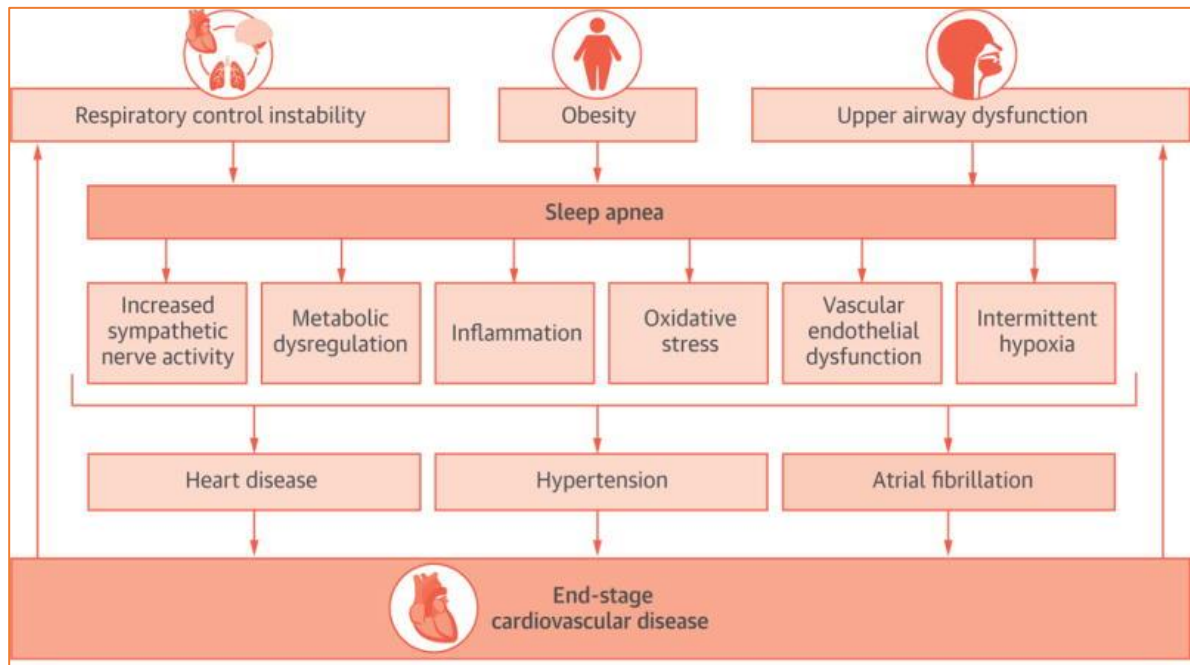 Respiratory control instability
Obesity
Upper airway dysfunction
Sleep apnea
Increased
sympathetic
nerve activity
Metabolic
dysregulation
Inflammation
Oxidative
stress
Vascular
endothelial
dysfunction
Intermittent
hypoxia
Heart disease
Hypertension
Atrial fibrillation
End-stage
cardiovascular disease